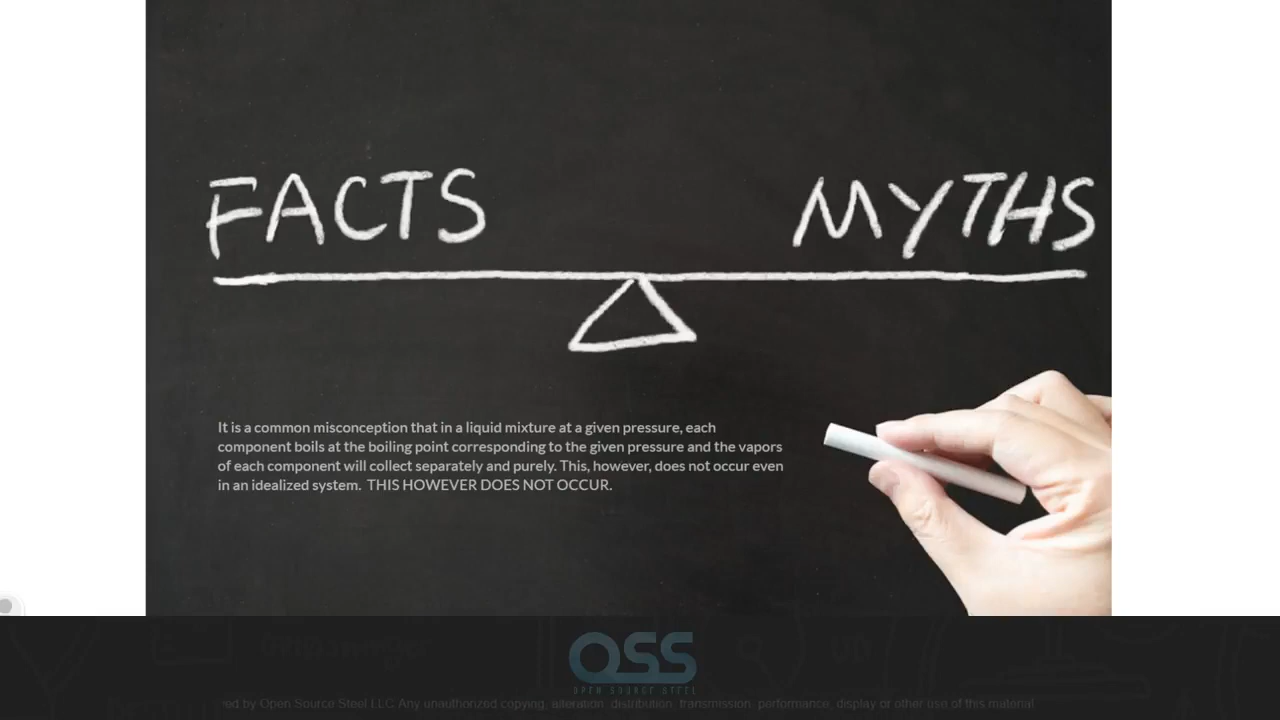 FACTS MYTHS
It is a common misconception that in a liquid mixture at a given pressure, each
component boils at the boiling point corresponding to the given pressure and the vapors
of each component will collect separately and purely. This, however, does not occur even
in an idealized system.  THIS HOWEVER DOES NOT OCCUR.
OSS
OPEN SOURCE STEEL
by Open Source Steel LLC. Any unauthorized copying, alteration, distribution, transmission, performance, display or other use of this material